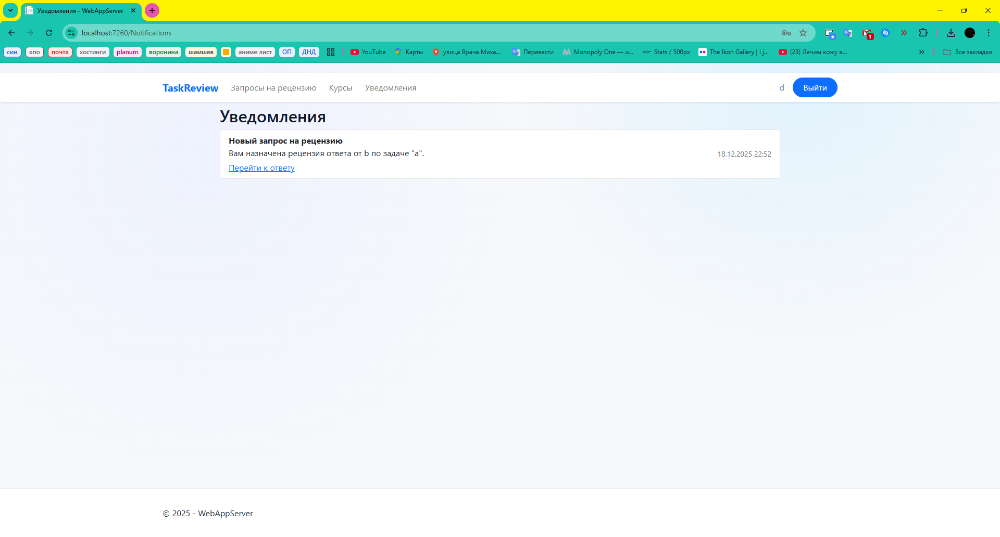 Уведомления - WebAppServer
localhost:7260/Notifications
1
сии кпо почта хостинги planum воронина шамшев аниме лист ОП ДНД YouTube Карты улица Врача Миха... Перевести Monopoly One — и... Stats / 500px The Ikon Gallery | I j... (23) Лечим кожу в... Все закладки
TaskReview Запросы на рецензию Курсы Уведомления d Выйти
Уведомления
Новый запрос на рецензию
Вам назначена рецензия ответа от b по задаче "a".
18.12.2025 22:52
Перейти к ответу
© 2025 - WebAppServer